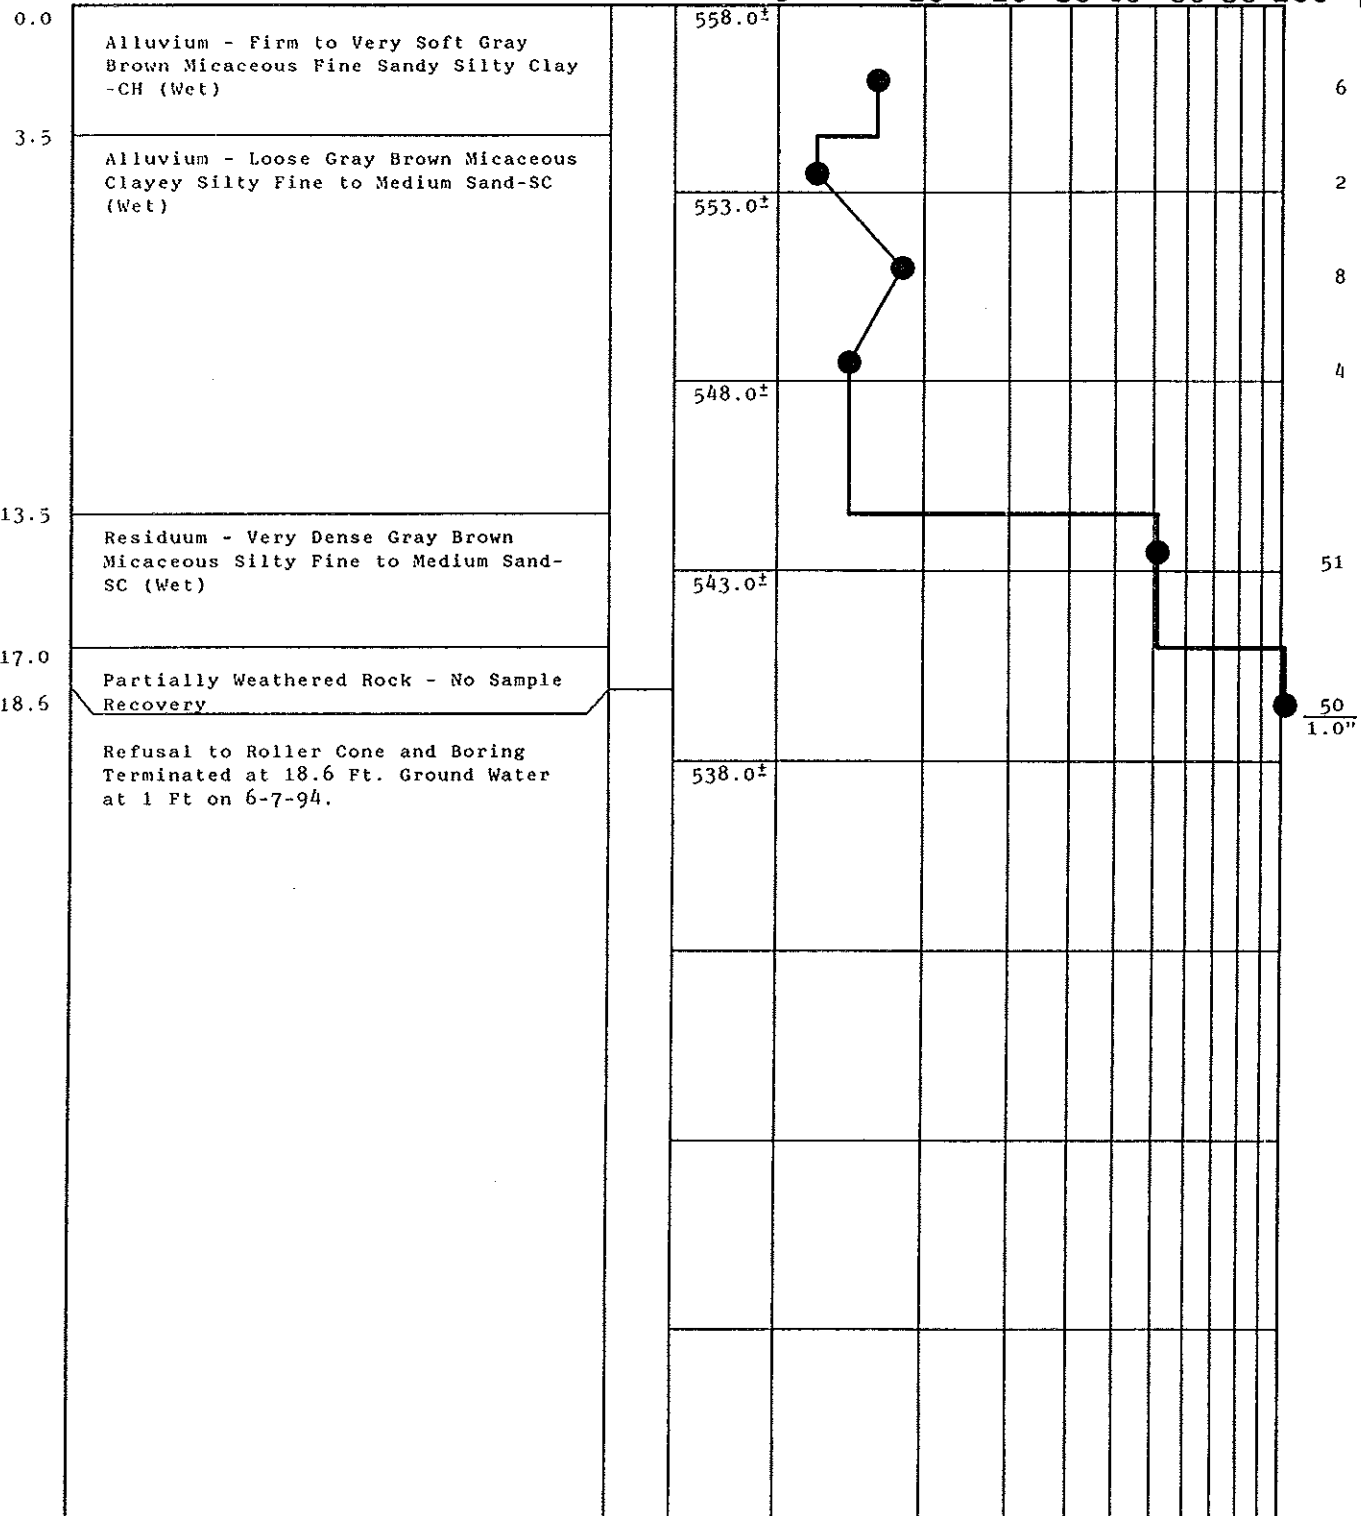 0.0
558.0±
Alluvium - Firm to Very Soft Gray
Brown Micaceous Fine Sandy Silty Clay
-CH (Wet)
6
3.5
Alluvium - Loose Gray Brown Micaceous
Clayey Silty Fine to Medium Sand-SC
(Wet)
2
553.0±
8
4
548.0±
13.5
Residuum - Very Dense Gray Brown
Micaceous Silty Fine to Medium Sand-
SC (Wet)
51
543.0±
17.0
Partially Weathered Rock - No Sample
Recovery
18.6
50
1.0"
Refusal to Roller Cone and Boring
Terminated at 18.6 Ft. Ground Water
at 1 Ft on 6-7-94.
538.0±